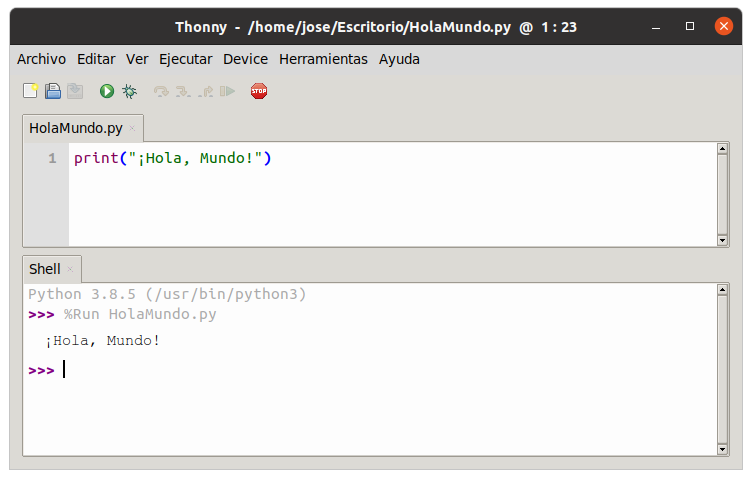 Thonny - /home/jose/Escritorio/HolaMundo.py @ 1 : 23
Archivo Editar Ver Ejecutar Device Herramientas Ayuda
STOP
HolaMundo.py
1 print("¡Hola, Mundo!")
Shell
Python 3.8.5 (/usr/bin/python3)
>>> %Run HolaMundo.py
¡Hola, Mundo!
>>>